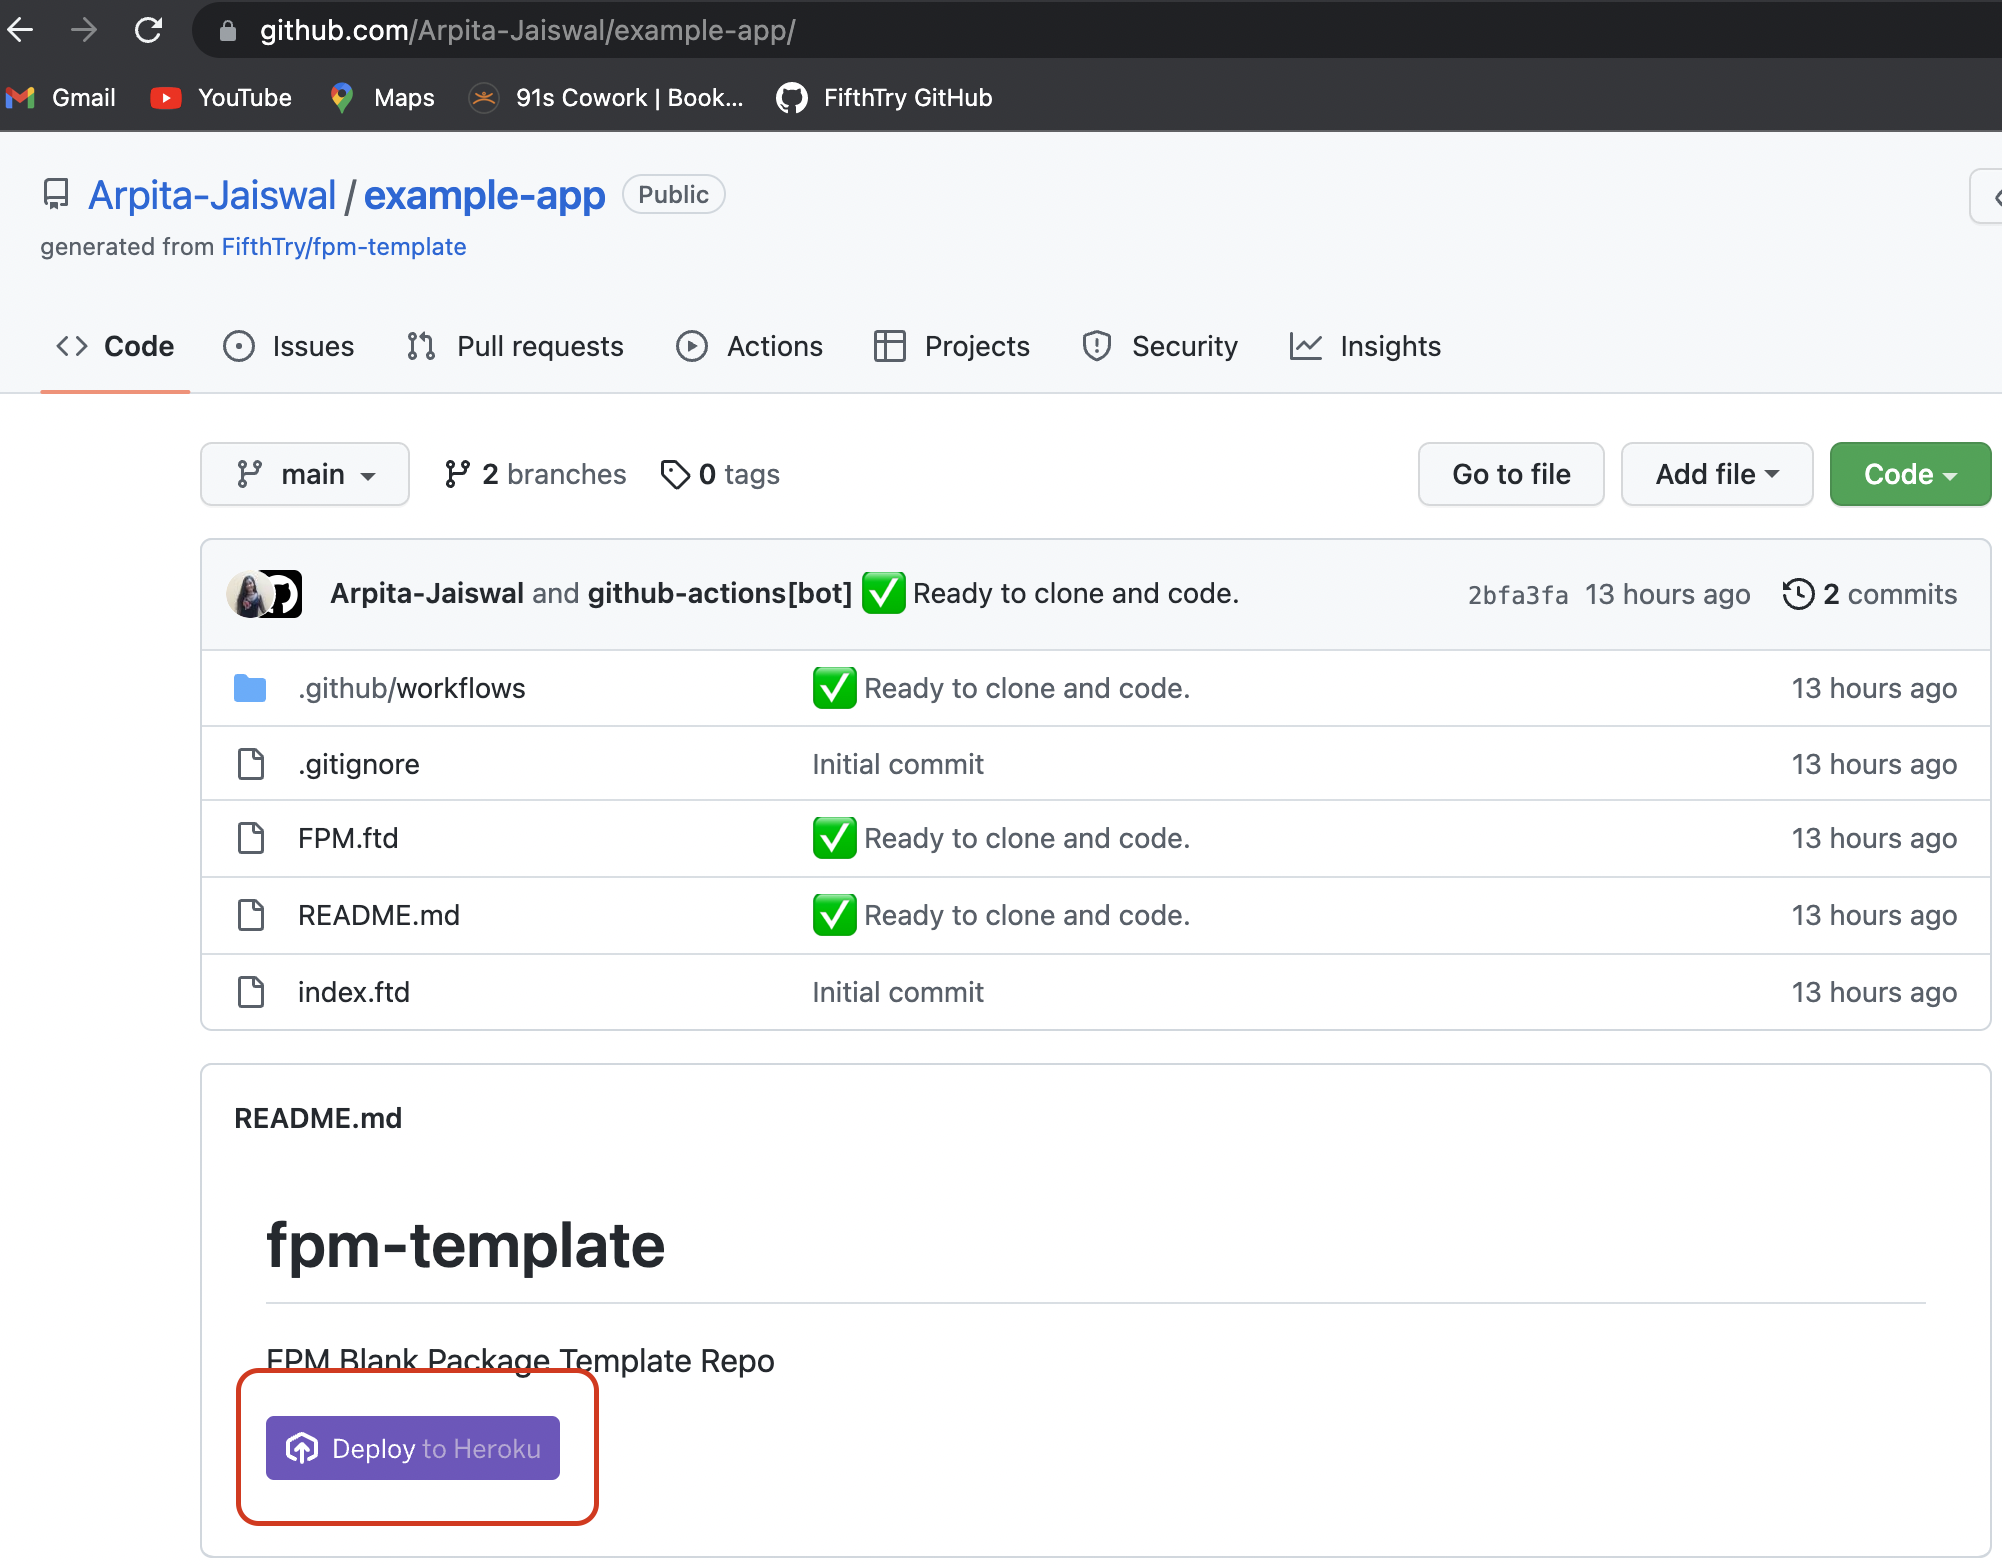 github.com/Arpita-Jaiswal/example-app/
Gmail YouTube Maps 91s Cowork | Book... FifthTry GitHub
Arpita-Jaiswal / example-app Public
generated from FifthTry/fpm-template
Code Issues Pull requests Actions Projects Security Insights
main 2 branches 0 tags Go to file Add file Code
Arpita-Jaiswal and github-actions[bot] ✅ Ready to clone and code. 2bfa3fa 13 hours ago 2 commits
.github/workflows ✅ Ready to clone and code. 13 hours ago
.gitignore Initial commit 13 hours ago
FPM.ftd ✅ Ready to clone and code. 13 hours ago
README.md ✅ Ready to clone and code. 13 hours ago
index.ftd Initial commit 13 hours ago
README.md
fpm-template
FPM Blank Package Template Repo
Deploy to Heroku